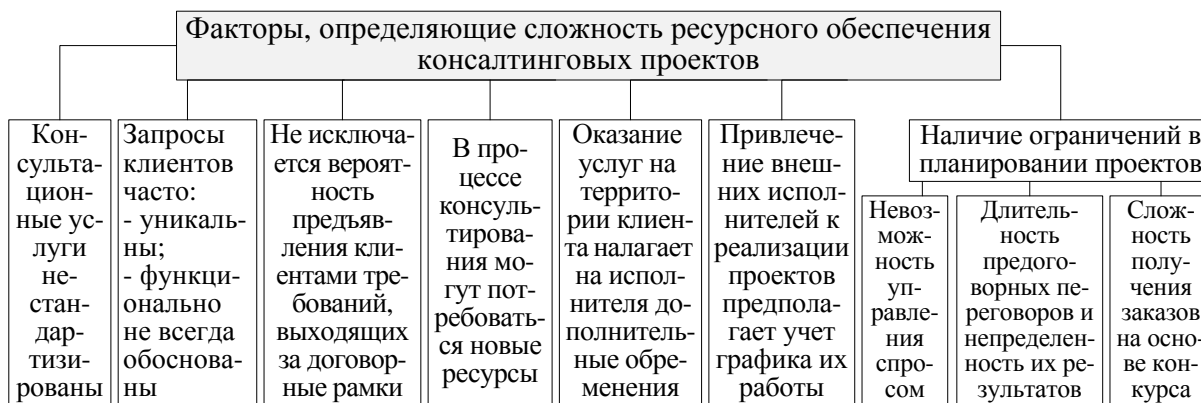 Факторы, определяющие сложность ресурсного обеспечения
консалтинговых проектов
Кон-
сульта-
цион-
ные ус-
луги
не-
стан-
дар-
тизи-
рованы
Запросы
клиентов
часто:
- уникаль-
ны;
- функци-
онально
не всегда
обоснова-
ны
Не исключа-
ется вероят-
ность
предъяв-
ления кли-
ентами тре-
бований,
выходящих
за договор-
ные рамки
В про-
цессе
консуль-
тирова-
ния мо-
гут пот-
ребовать-
ся новые
ресурсы
Оказание
услуг на
террито-
рии клиен-
та налагает
на испол-
нителя до-
полнитель-
ные обре-
менения
Привлече-
ние внеш-
них испол-
нителей к
реализации
проектов
предпола-
гает учет
графика их
работы
Наличие ограничений в
планировании проектов
Невоз-
мож-
ность
уп-
равления
спро-
сом
Длитель-
ность
предого-
ворных пе-
реговоров и
неопределен-
ность их ре-
зультатов
Слож-
ность
полу-
чения
заказов
на осно-
ве кон-
курса